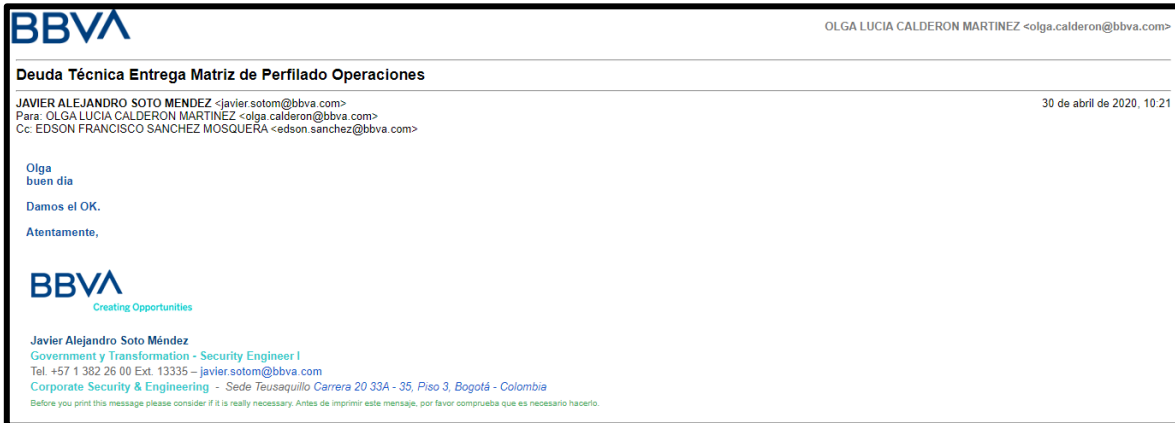 BBVA
OLGA LUCIA CALDERON MARTINEZ <olga.calderon@bbva.com>
Deuda Técnica Entrega Matriz de Perfilado Operaciones
JAVIER ALEJANDRO SOTO MENDEZ <javier.sotom@bbva.com>
30 de abril de 2020, 10:21
Para: OLGA LUCIA CALDERON MARTINEZ <olga.calderon@bbva.com>
Cc: EDSON FRANCISCO SANCHEZ MOSQUERA <edson.sanchez@bbva.com>
Olga
buen dia
Damos el OK.
Atentamente,
BBVA
Creating Opportunities
Javier Alejandro Soto Méndez
Government y Transformation - Security Engineer I
Tel. +57 1 382 26 00 Ext. 13335 – javier.sotom@bbva.com
Corporate Security & Engineering - Sede Teusaquillo Carrera 20 33A - 35, Piso 3, Bogotá - Colombia
Before you print this message please consider if it is really necessary. Antes de imprimir este mensaje, por favor comprueba que es necesario hacerlo.